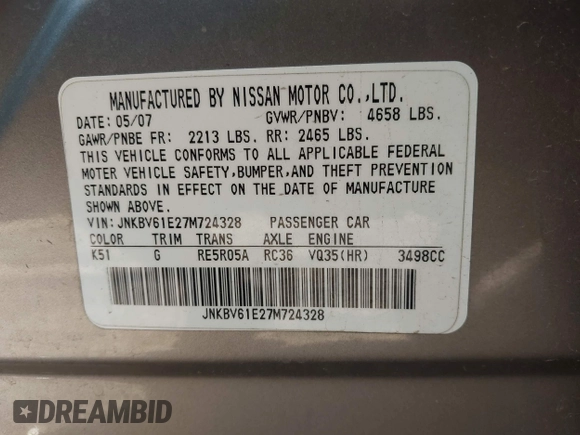 MANUFACTURED BY NISSAN MOTOR CO.,LTD.
DATE: 05/07 GVWR/PNBV: 4658 LBS.
GAWR/PNBE FR: 2213 LBS. RR: 2465 LBS.
THIS VEHICLE CONFORMS TO ALL APPLICABLE FEDERAL
MOTER VEHICLE SAFETY,BUMPER,AND THEFT PREVENTION
STANDARDS IN EFFECT ON THE DATE OF MANUFACTURE
SHOWN ABOVE.
VIN: JNKBV61E27M724328 PASSENGER CAR
COLOR TRIM TRANS AXLE ENGINE
K51 G RE5R05A RC36 VQ35(HR) 3498CC
JNKBV61E27M724328
DREAMBID